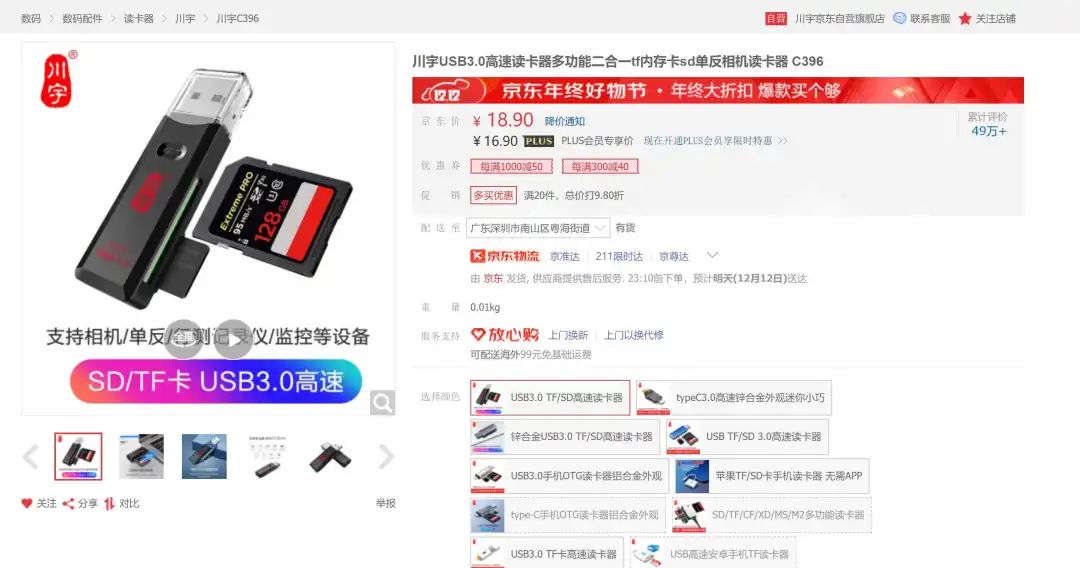 数码 > 数码配件 > 读卡器 > 川宇 > 川宇C396
自营 川宇京东自营旗舰店 联系客服 关注店铺
川宇®
Extreme PRO
95 MB/s
128 GB
支持相机/单反/行测记录仪/监控等设备
SD/TF卡 USB3.0高速
关注 分享 对比
举报
川宇USB3.0高速读卡器多功能二合一tf内存卡sd单反相机读卡器 C396
12.12 京东年终好物节 · 年终大折扣 爆款买个够
京东价 ¥ 18.90 降价通知
累计评价
49万+
¥16.90 PLUS PLUS会员专享价 现在开通PLUS会员享限时特惠 >>
优惠券 每满1000减50 每满300减40
促销 多买优惠 满20件，总价打9.80折
配送至 广东深圳市南山区粤海街道 有货
京东物流 京准达 211限时达 京尊达
由 京东 发货, 供应商提供售后服务. 23:10前下单，预计明天(12月12日)送达
重量 0.01kg
服务支持 放心购 上门换新 上门以换代修
可配送海外99元免基础运费
选择颜色 USB3.0 TF/SD高速读卡器 typeC3.0高速锌合金外观迷你小巧
锌合金USB3.0 TF/SD高速读卡器 USB TF/SD 3.0高速读卡器
USB3.0手机OTG读卡器铝合金外观 苹果TF/SD卡手机读卡器 无需APP
type-C手机OTG读卡器铝合金外观 SD/TF/CF/XD/MS/M2多功能读卡器
USB3.0 TF卡高速读卡器 USB高速安卓手机TF读卡器